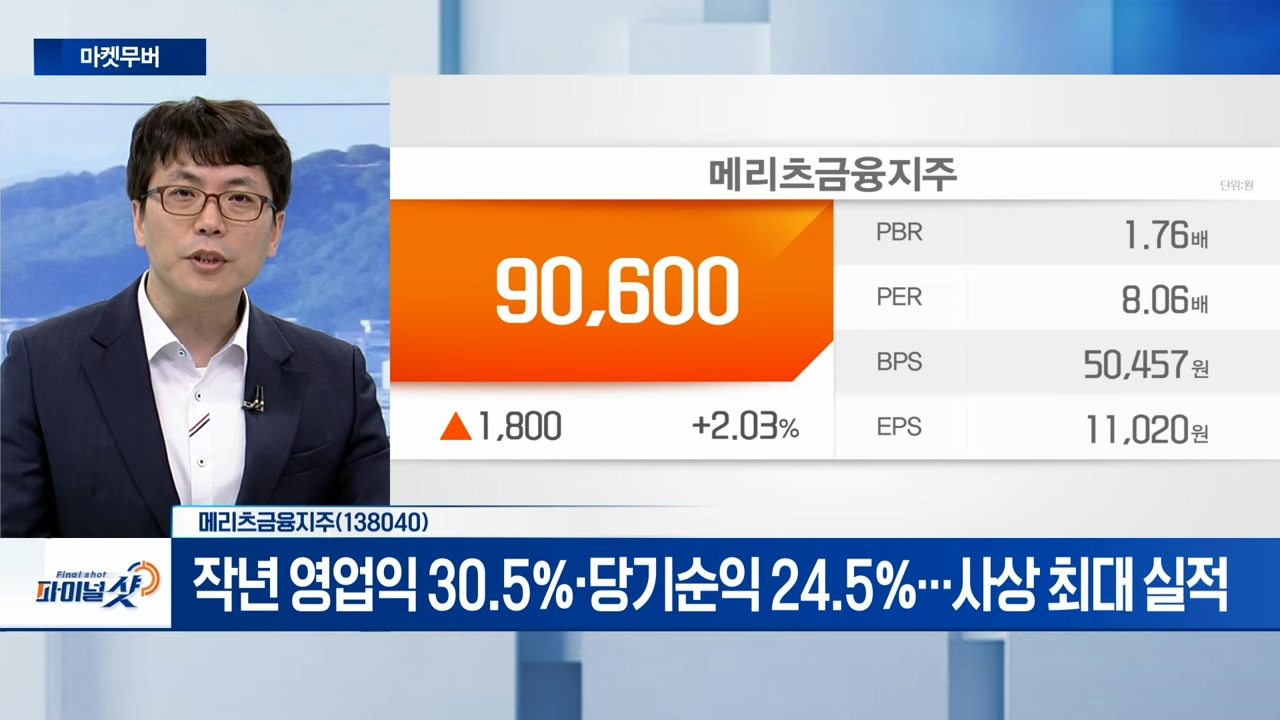 마켓무버
메리츠금융지주
단위:원
90,600
▲1,800 +2.03%
PBR 1.76배
PER 8.06배
BPS 50,457원
EPS 11,020원
메리츠금융지주(138040)
Final shot
파이널샷
작년 영업익 30.5%·당기순익 24.5%…사상 최대 실적